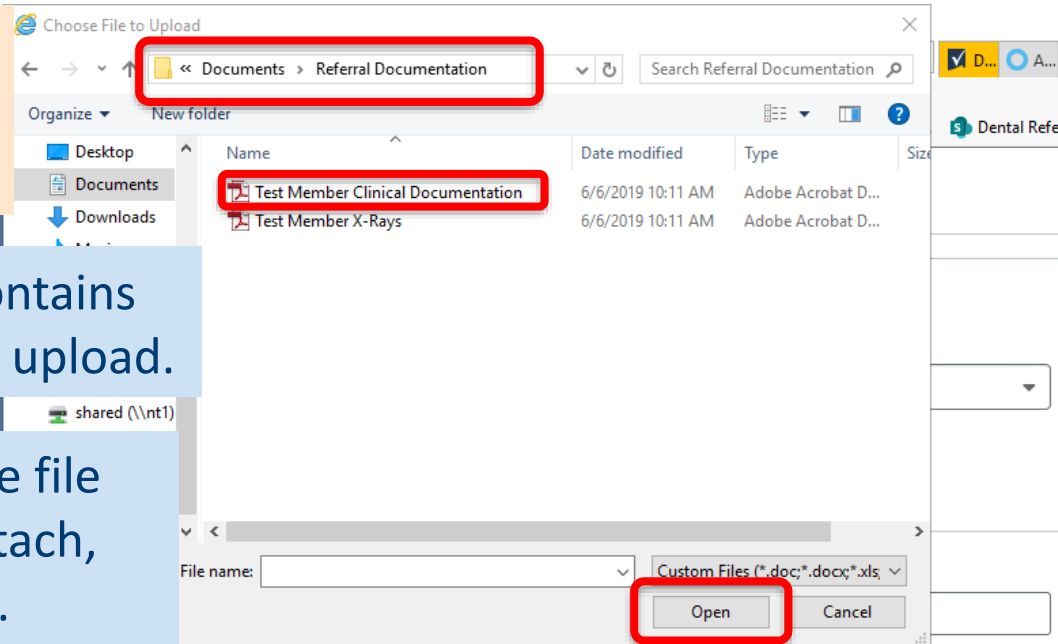 Choose File to Upload
« Documents > Referral Documentation
Search Referral Documentation
D... A...
Organize New folder
Dental Refe
Desktop
Documents
Downloads
Name Date modified Type Size
Test Member Clinical Documentation 6/6/2019 10:11 AM Adobe Acrobat D...
Test Member X-Rays 6/6/2019 10:11 AM Adobe Acrobat D...
ontains
upload.
shared (\\nt1)
e file
tach,
.
File name: Custom Files (*.doc;*.docx;*.xls;
Open Cancel